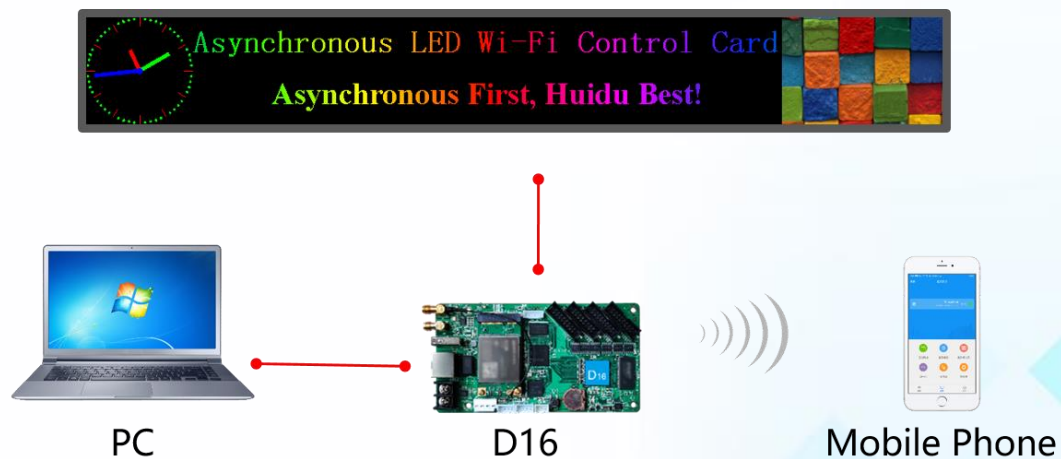 Asynchronous LED Wi-Fi Control Card
Asynchronous First, Huidu Best!
D16
PC
D16
Mobile Phone